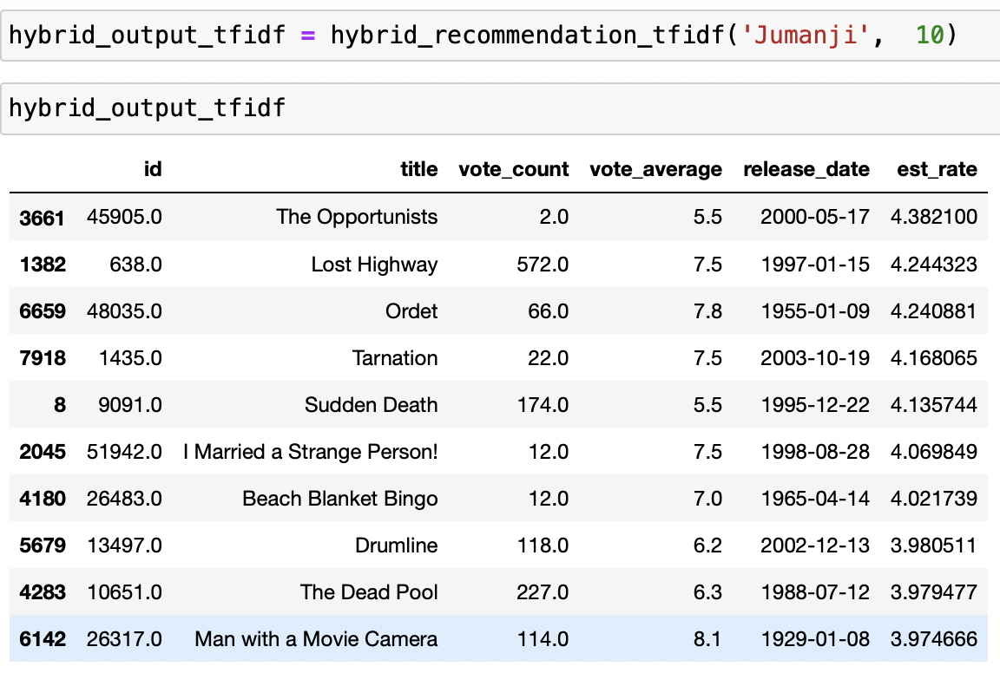 hybrid_output_tfidf = hybrid_recommendation_tfidf('Jumanji',  10)
hybrid_output_tfidf
id title vote_count vote_average release_date est_rate
3661 45905.0 The Opportunists 2.0 5.5 2000-05-17 4.382100
1382 638.0 Lost Highway 572.0 7.5 1997-01-15 4.244323
6659 48035.0 Ordet 66.0 7.8 1955-01-09 4.240881
7918 1435.0 Tarnation 22.0 7.5 2003-10-19 4.168065
8 9091.0 Sudden Death 174.0 5.5 1995-12-22 4.135744
2045 51942.0 I Married a Strange Person! 12.0 7.5 1998-08-28 4.069849
4180 26483.0 Beach Blanket Bingo 12.0 7.0 1965-04-14 4.021739
5679 13497.0 Drumline 118.0 6.2 2002-12-13 3.980511
4283 10651.0 The Dead Pool 227.0 6.3 1988-07-12 3.979477
6142 26317.0 Man with a Movie Camera 114.0 8.1 1929-01-08 3.974666